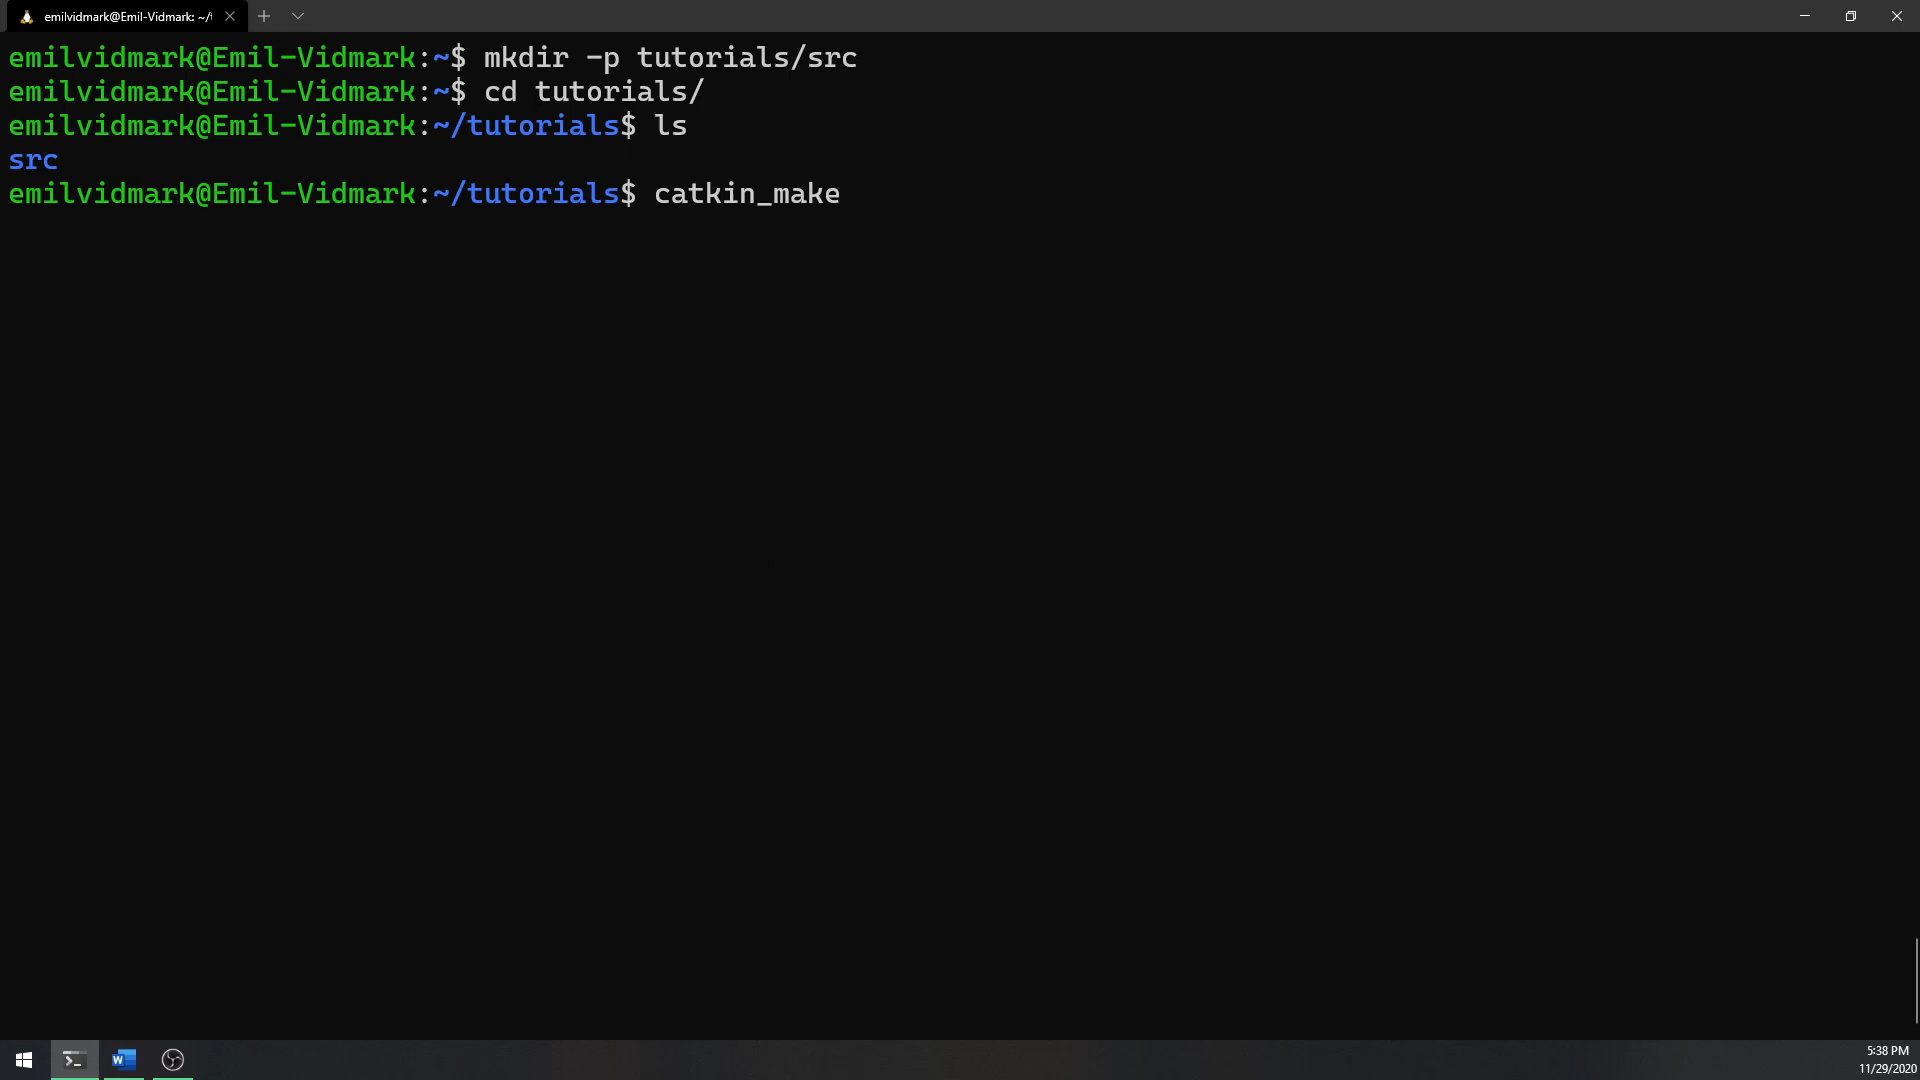 emilvidmark@Emil-Vidmark: ~/t
emilvidmark@Emil-Vidmark:~$ mkdir -p tutorials/src
emilvidmark@Emil-Vidmark:~$ cd tutorials/
emilvidmark@Emil-Vidmark:~/tutorials$ ls
src
emilvidmark@Emil-Vidmark:~/tutorials$ catkin_make
5:38 PM
11/29/2020